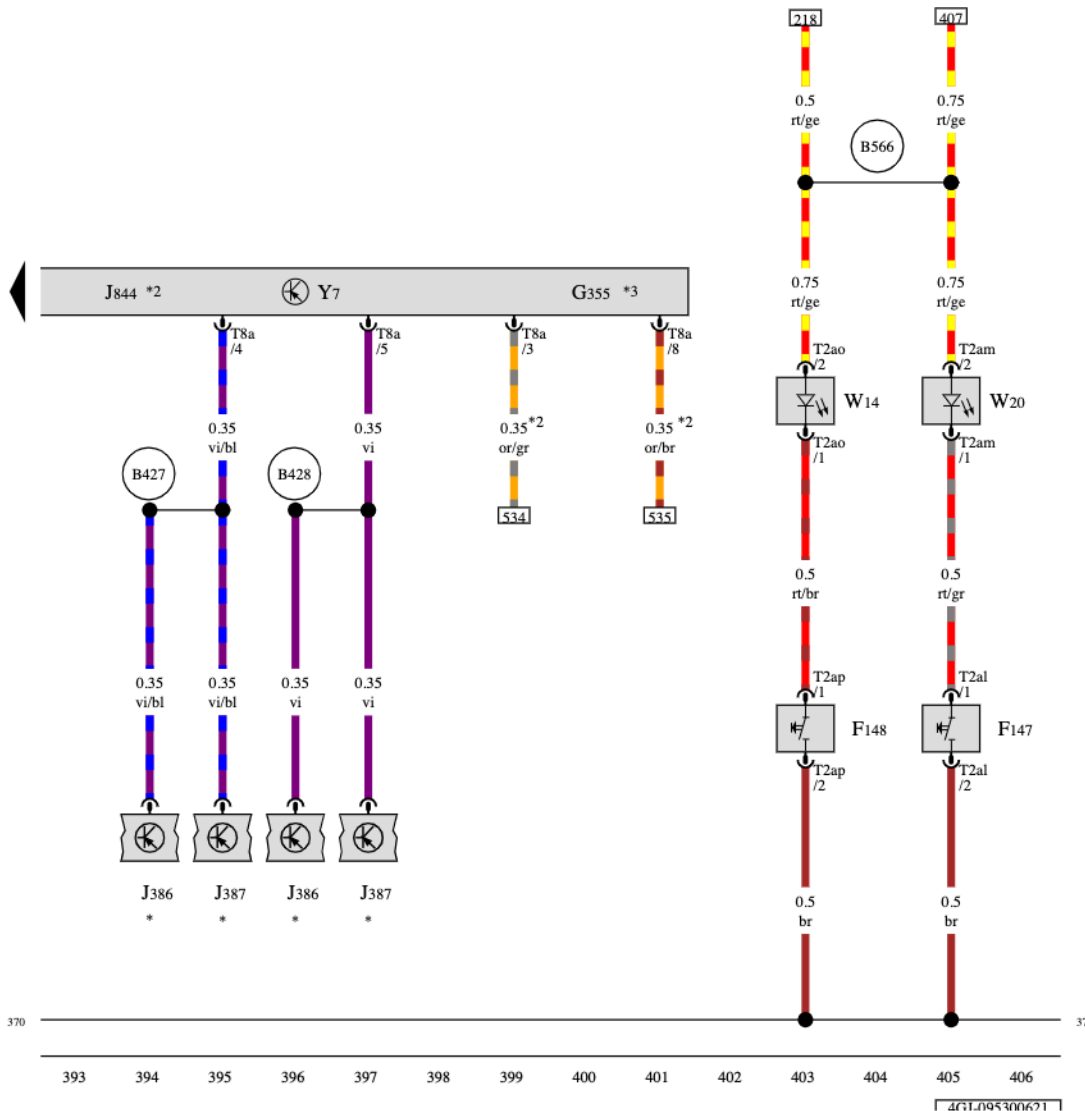 218 407
0.5 0.75
rt/ge rt/ge
B566
0.75 0.75
rt/ge rt/ge
J844 *2 Y7 G355 *3
T8a T8a T8a T8a
/4 /5 /3 /8
T2ao T2am
/2 /2
W14 W20
0.35 0.35 0.35*2 0.35*2
vi/bl vi or/gr or/br
T2ao T2am
/1 /1
B427 B428
534 535
0.5 0.5
rt/br rt/gr
0.35 0.35 0.35 0.35
vi/bl vi/bl vi vi
T2ap T2al
/1 /1
F148 F147
T2ap T2al
/2 /2
J386 J387 J386 J387
* * * *
0.5 0.5
br br
370
393 394 395 396 397 398 399 400 401 402 403 404 405 406